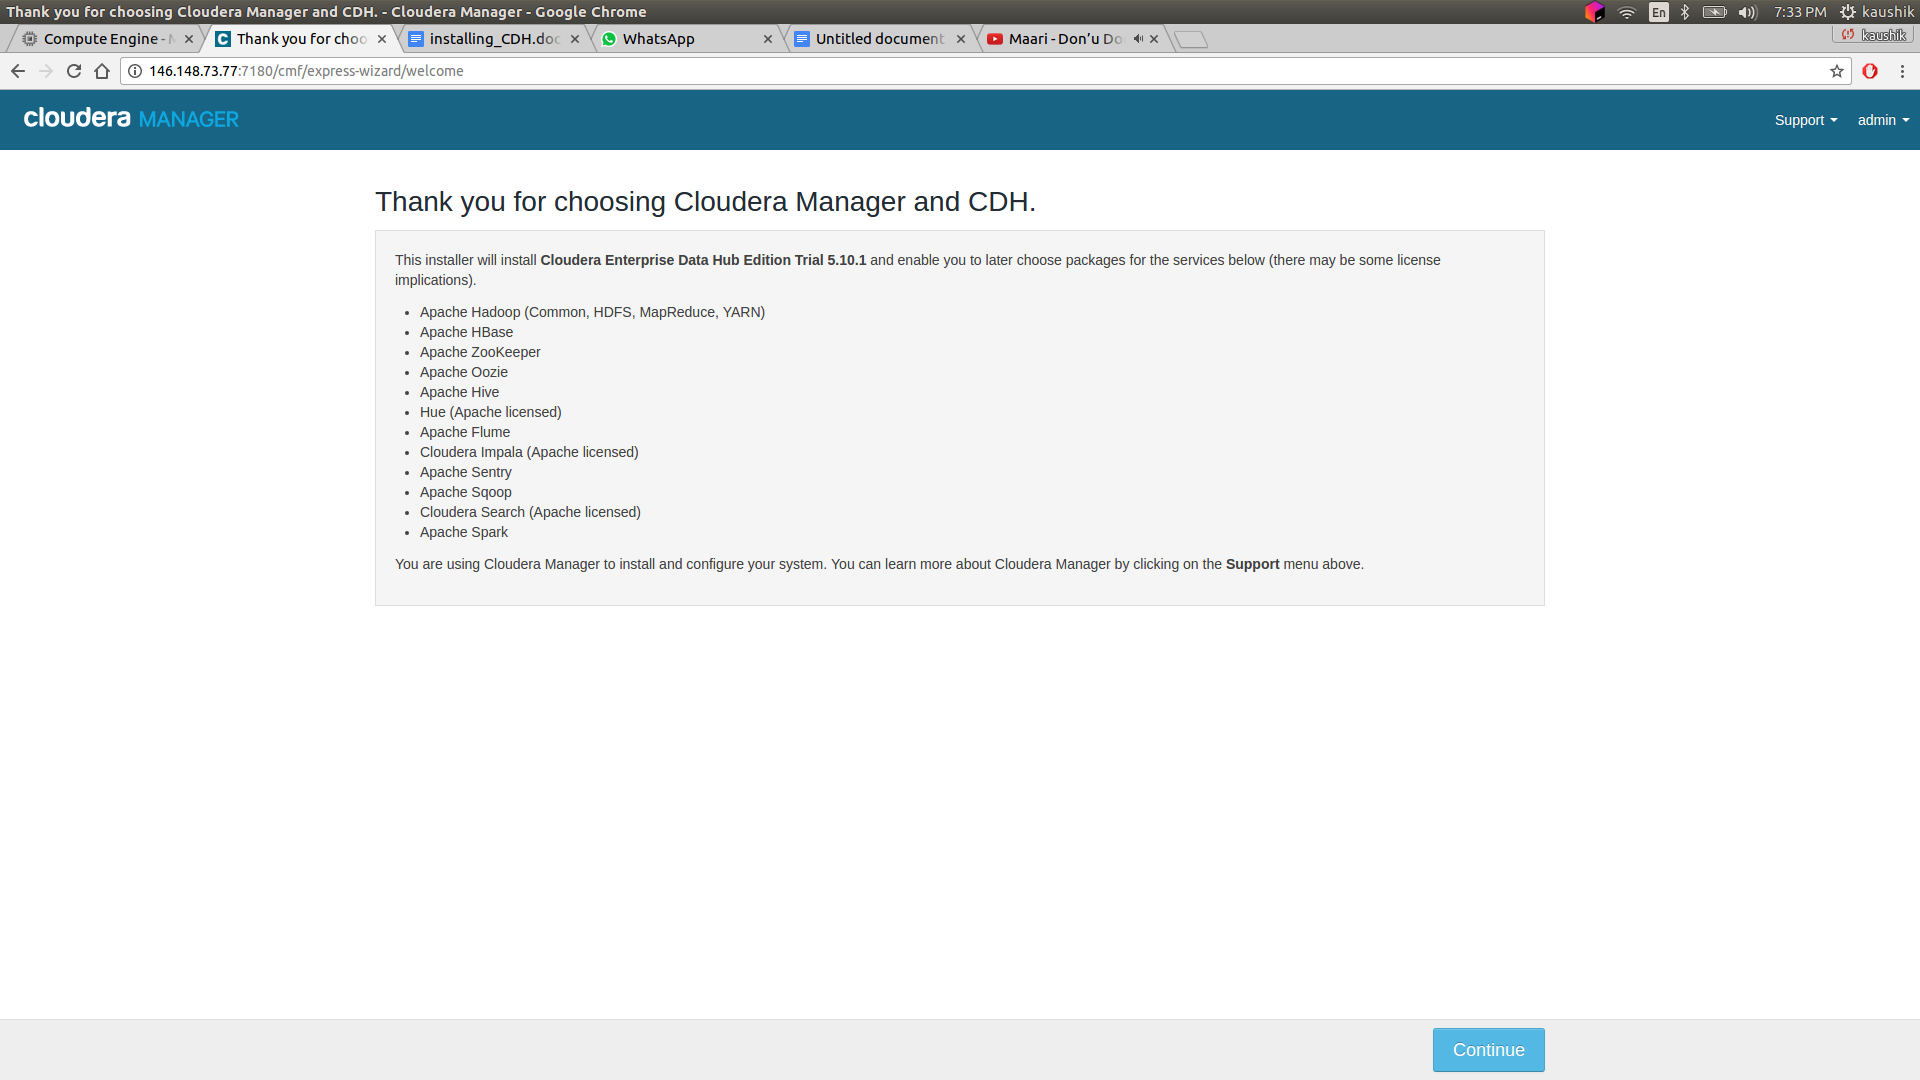 Thank you for choosing Cloudera Manager and CDH. - Cloudera Manager - Google Chrome
En
7:33 PM
kaushik
Compute Engine -
Thank you for choo
installing_CDH.doc
WhatsApp
Untitled document
Maari - Don'u Do
kaushik
146.148.73.77:7180/cmf/express-wizard/welcome
cloudera MANAGER
Support
admin
Thank you for choosing Cloudera Manager and CDH.
This installer will install Cloudera Enterprise Data Hub Edition Trial 5.10.1 and enable you to later choose packages for the services below (there may be some license
implications).
Apache Hadoop (Common, HDFS, MapReduce, YARN)
Apache HBase
Apache ZooKeeper
Apache Oozie
Apache Hive
Hue (Apache licensed)
Apache Flume
Cloudera Impala (Apache licensed)
Apache Sentry
Apache Sqoop
Cloudera Search (Apache licensed)
Apache Spark
You are using Cloudera Manager to install and configure your system. You can learn more about Cloudera Manager by clicking on the Support menu above.
Continue